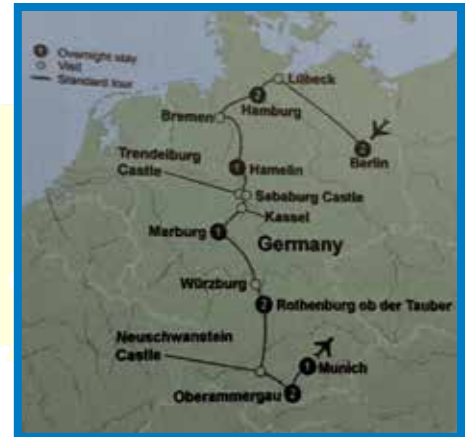 1 Overnight stay
Visit
Standard tour
Lübeck
2
Hamburg
Bremen
2
Berlin
Trendelburg
Castle
1 Hamelin
Sababurg Castle
Kassel
Marburg 1
Germany
Würzburg
2 Rothenburg ob der Tauber
Neuschwanstein
Castle
1 Munich
Oberammergau 2